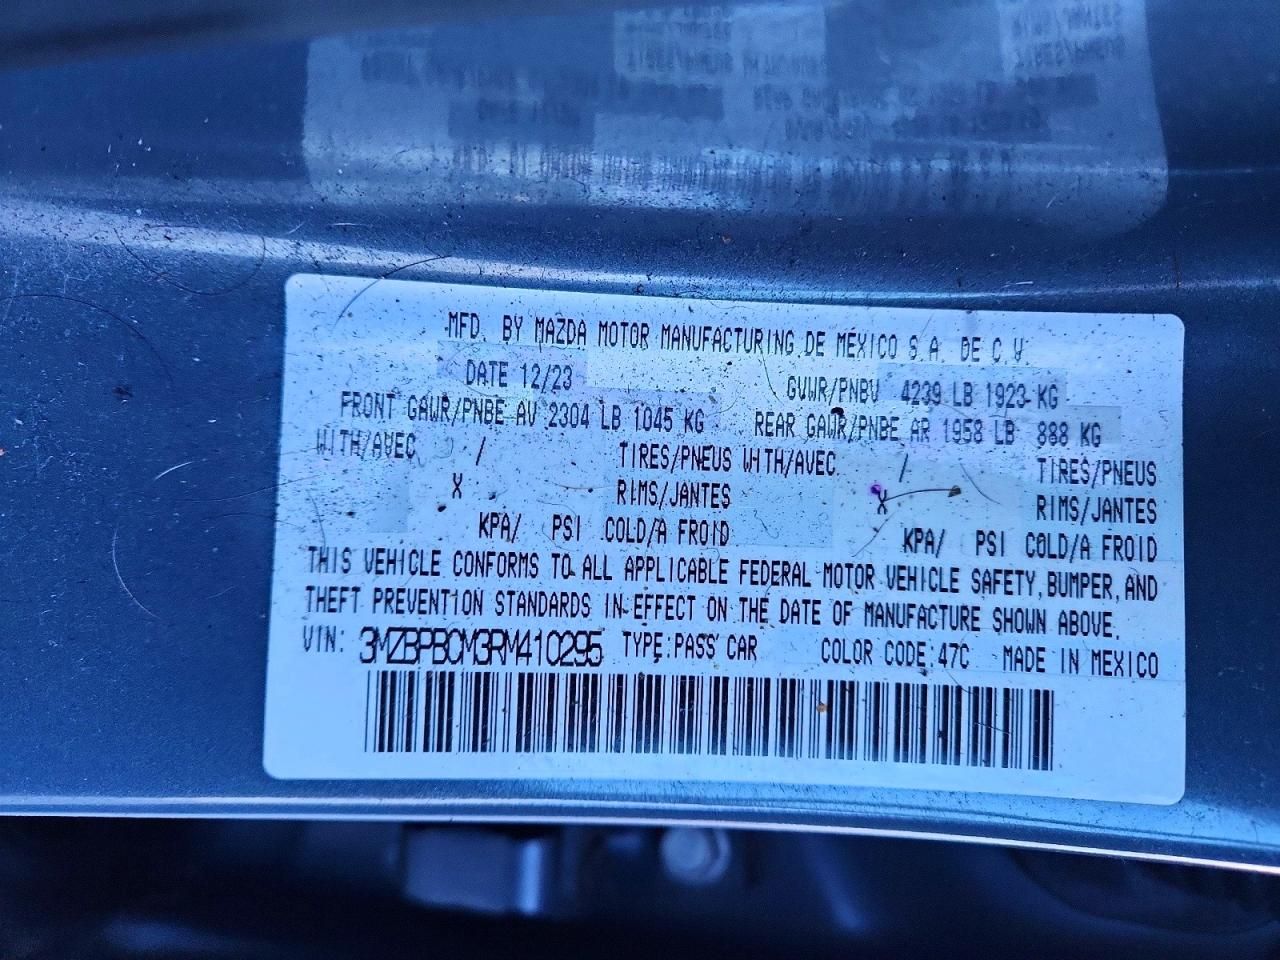 MFD. BY MAZDA MOTOR MANUFACTURING DE MEXICO S.A. DE C.V.
DATE 12/23 GVWR/PNBV 4239 LB 1923 KG
FRONT GAWR/PNBE AV 2304 LB 1045 KG REAR GAWR/PNBE AR 1958 LB 888 KG
WITH/AVEC / TIRES/PNEUS WITH/AVEC / TIRES/PNEUS
X RIMS/JANTES X RIMS/JANTES
KPA/ PSI COLD/A FROID KPA/ PSI COLD/A FROID
THIS VEHICLE CONFORMS TO ALL APPLICABLE FEDERAL MOTOR VEHICLE SAFETY, BUMPER, AND
THEFT PREVENTION STANDARDS IN EFFECT ON THE DATE OF MANUFACTURE SHOWN ABOVE.
VIN: 3MZBPBCM3RM410295 TYPE: PASS CAR COLOR CODE: 47C MADE IN MEXICO